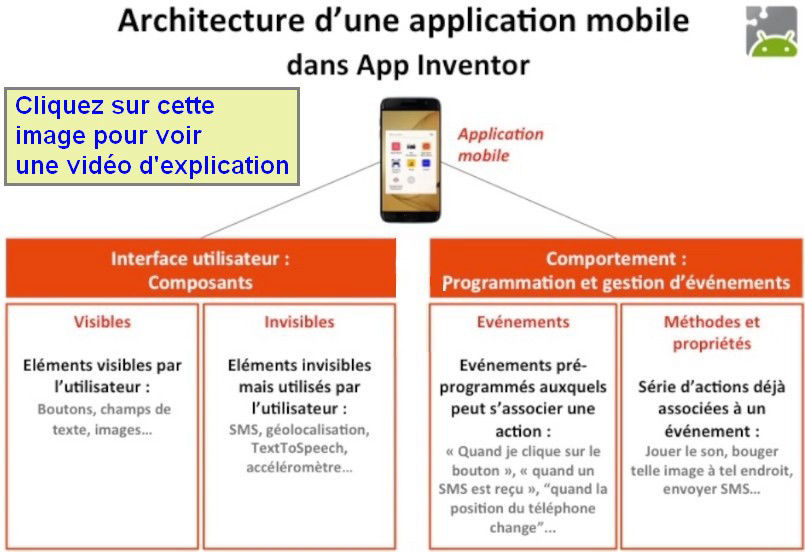 Architecture d’une application mobile
dans App Inventor
Cliquez sur cette
image pour voir
une vidéo d'explication
Application
mobile
Interface utilisateur :
Composants
Visibles
Eléments visibles par
l’utilisateur :
Boutons, champs de
texte, images…
Invisibles
Eléments invisibles
mais utilisés par
l’utilisateur :
SMS, géolocalisation,
TextToSpeech,
accéléromètre…
Comportement :
Programmation et gestion d’événements
Evénements
Evénements pré-
programmés auxquels
peut s’associer une
action :
« Quand je clique sur le
bouton », « quand un
SMS est reçu », “quand la
position du téléphone
change”...
Méthodes et
propriétés
Série d’actions déjà
associées à un
événement :
Jouer le son, bouger
telle image à tel endroit,
envoyer SMS…